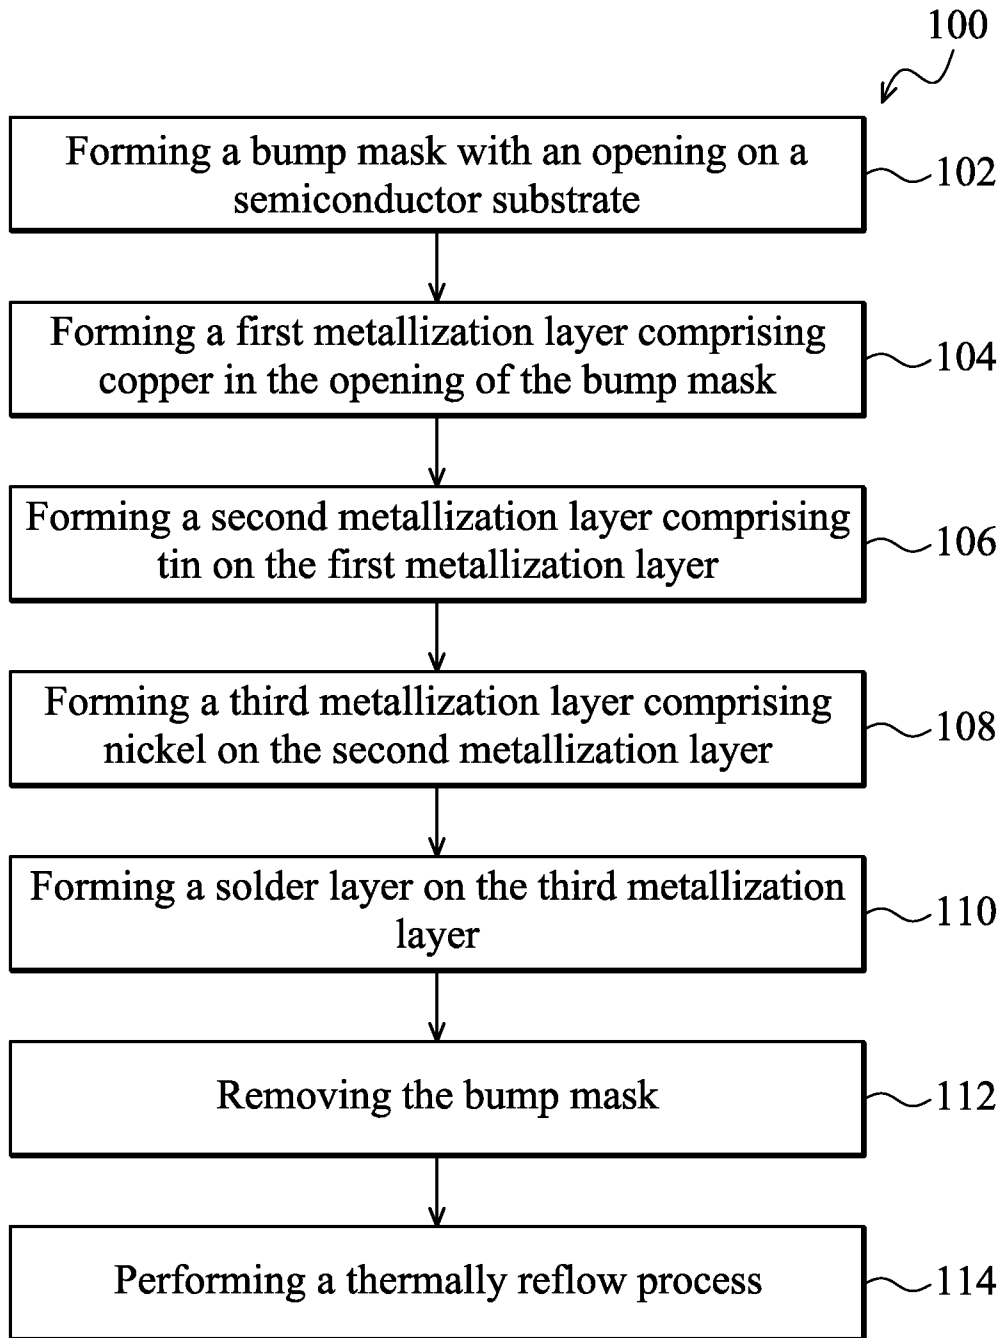 100
Forming a bump mask with an opening on a
semiconductor substrate
102
Forming a first metallization layer comprising
copper in the opening of the bump mask
104
Forming a second metallization layer comprising
tin on the first metallization layer
106
Forming a third metallization layer comprising
nickel on the second metallization layer
108
Forming a solder layer on the third metallization
layer
110
Removing the bump mask
112
Performing a thermally reflow process
114